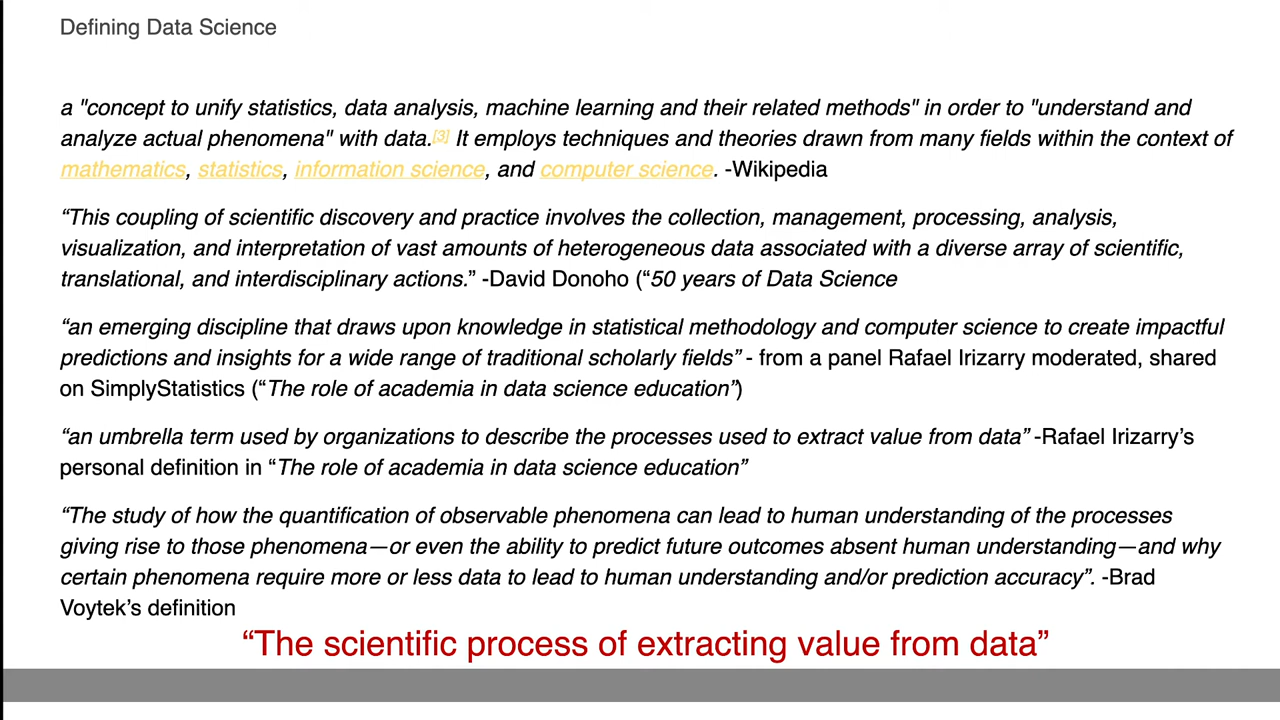 Defining Data Science
a "concept to unify statistics, data analysis, machine learning and their related methods" in order to "understand and
analyze actual phenomena" with data.[3] It employs techniques and theories drawn from many fields within the context of
mathematics, statistics, information science, and computer science. -Wikipedia
“This coupling of scientific discovery and practice involves the collection, management, processing, analysis,
visualization, and interpretation of vast amounts of heterogeneous data associated with a diverse array of scientific,
translational, and interdisciplinary actions.” -David Donoho (“50 years of Data Science
“an emerging discipline that draws upon knowledge in statistical methodology and computer science to create impactful
predictions and insights for a wide range of traditional scholarly fields” - from a panel Rafael Irizarry moderated, shared
on SimplyStatistics (“The role of academia in data science education”)
“an umbrella term used by organizations to describe the processes used to extract value from data” -Rafael Irizarry’s
personal definition in “The role of academia in data science education”
“The study of how the quantification of observable phenomena can lead to human understanding of the processes
giving rise to those phenomena—or even the ability to predict future outcomes absent human understanding—and why
certain phenomena require more or less data to lead to human understanding and/or prediction accuracy”. -Brad
Voytek’s definition
“The scientific process of extracting value from data”